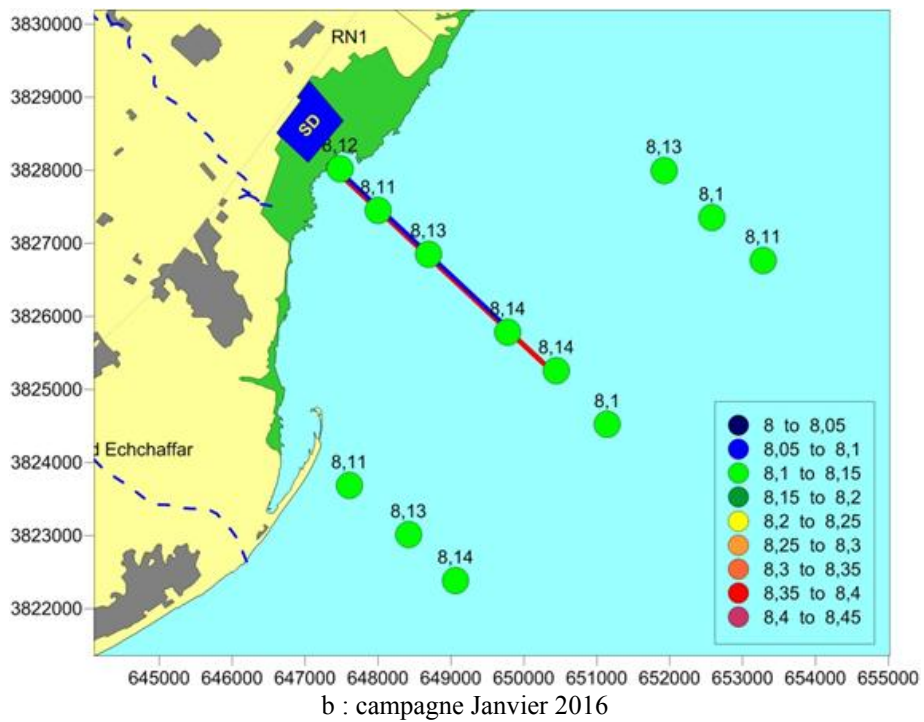 3830000
3829000
3828000
3827000
3826000
3825000
3824000
3823000
3822000
RN1
SD
8,12
8,11
8,13
8,14
8,14
8,1
8,13
8,1
8,11
8,11
8,13
8,14
d Echchaffar
8 to 8,05
8,05 to 8,1
8,1 to 8,15
8,15 to 8,2
8,2 to 8,25
8,25 to 8,3
8,3 to 8,35
8,35 to 8,4
8,4 to 8,45
645000 646000 647000 648000 649000 650000 651000 652000 653000 654000 655000
b : campagne Janvier 2016